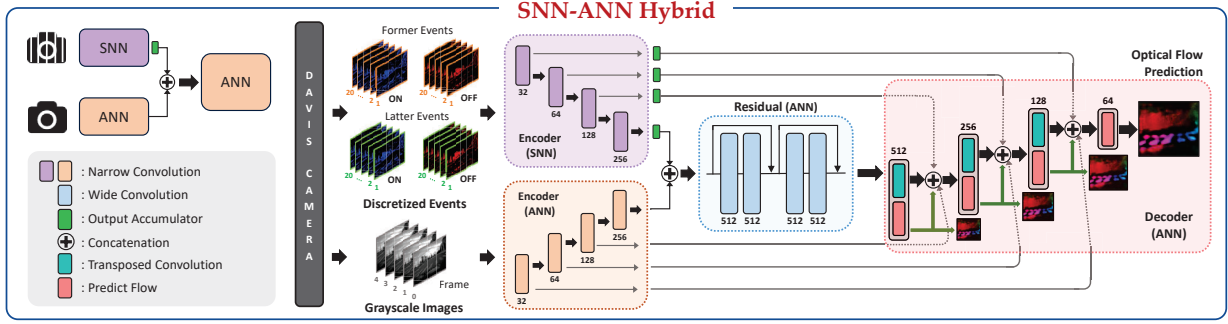 SNN-ANN Hybrid
SNN
ANN
ANN
: Narrow Convolution
: Wide Convolution
: Output Accumulator
: Concatenation
: Transposed Convolution
: Predict Flow
DAVIS CAMERA
Former Events
20 ... 2 1 ON
OFF
Latter Events
20 ... 2 1 ON
20 ... 2 1 OFF
Discretized Events
4 3 2 1 0
Frame
Grayscale Images
32
64
128
256
Encoder
(SNN)
Encoder
(ANN)
256
128
64
32
Residual (ANN)
512 512 512 512
Optical Flow
Prediction
512
256
128
64
Decoder
(ANN)